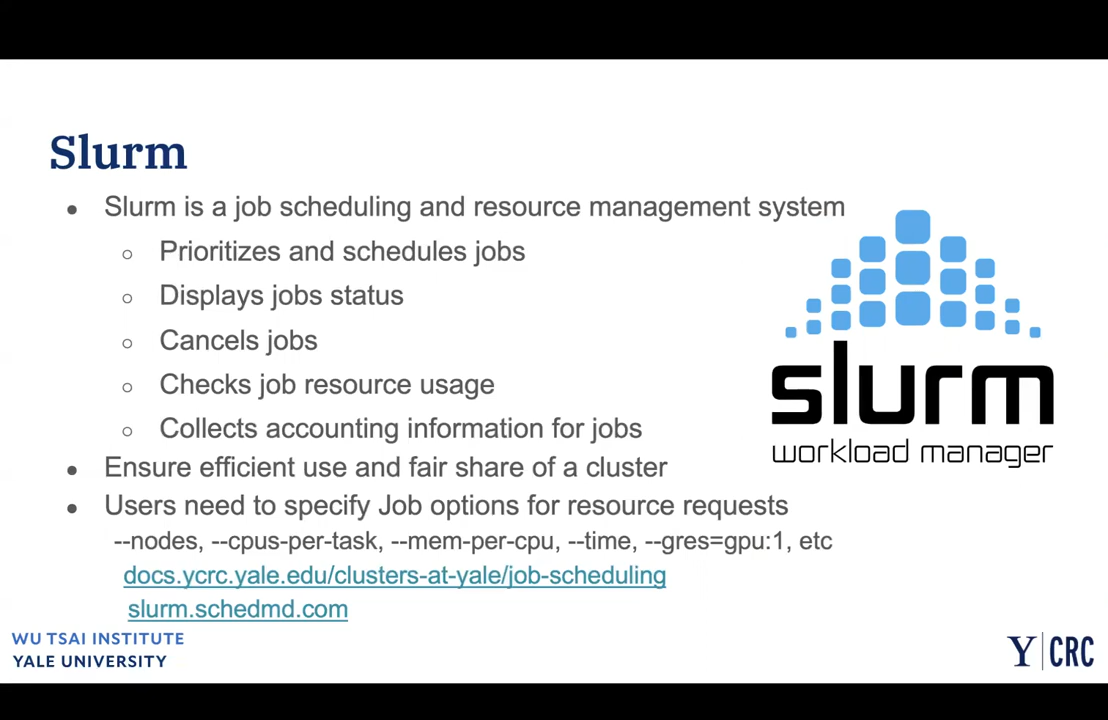 Slurm
Slurm is a job scheduling and resource management system
Prioritizes and schedules jobs
Displays jobs status
Cancels jobs
Checks job resource usage
Collects accounting information for jobs
slurm
workload manager
Ensure efficient use and fair share of a cluster
Users need to specify Job options for resource requests
--nodes, --cpus-per-task, --mem-per-cpu, --time, --gres=gpu:1, etc
docs.ycrc.yale.edu/clusters-at-yale/job-scheduling
slurm.schedmd.com
WU TSAI INSTITUTE
YALE UNIVERSITY
Y|CRC